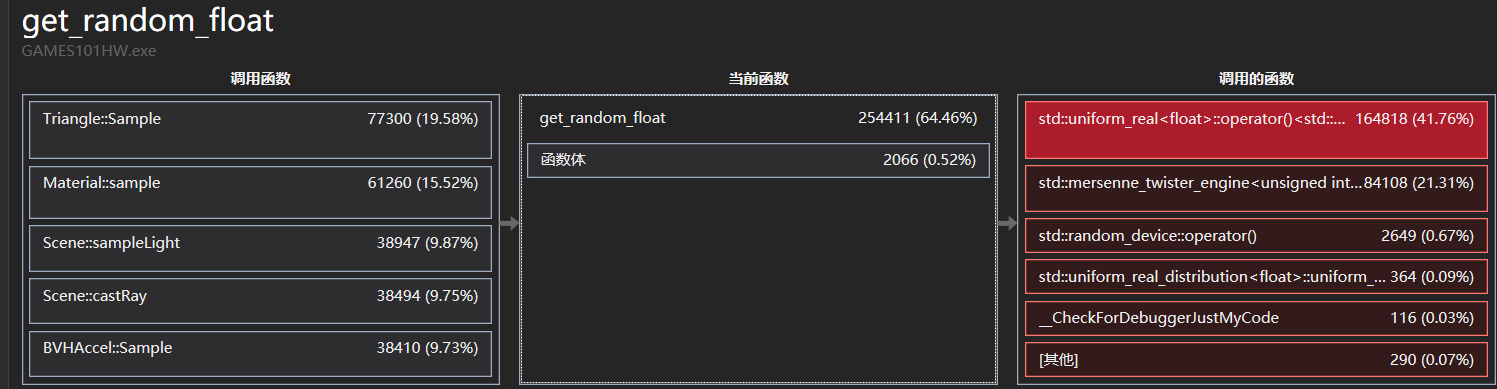 get_random_float
GAMES101HW.exe
调用函数
当前函数
调用的函数
Triangle::Sample 77300 (19.58%)
Material::sample 61260 (15.52%)
Scene::sampleLight 38947 (9.87%)
Scene::castRay 38494 (9.75%)
BVHAccel::Sample 38410 (9.73%)
get_random_float 254411 (64.46%)
函数体 2066 (0.52%)
std::uniform_real<float>::operator()<std::... 164818 (41.76%)
std::mersenne_twister_engine<unsigned int...84108 (21.31%)
std::random_device::operator() 2649 (0.67%)
std::uniform_real_distribution<float>::uniform_... 364 (0.09%)
__CheckForDebuggerJustMyCode 116 (0.03%)
[其他] 290 (0.07%)